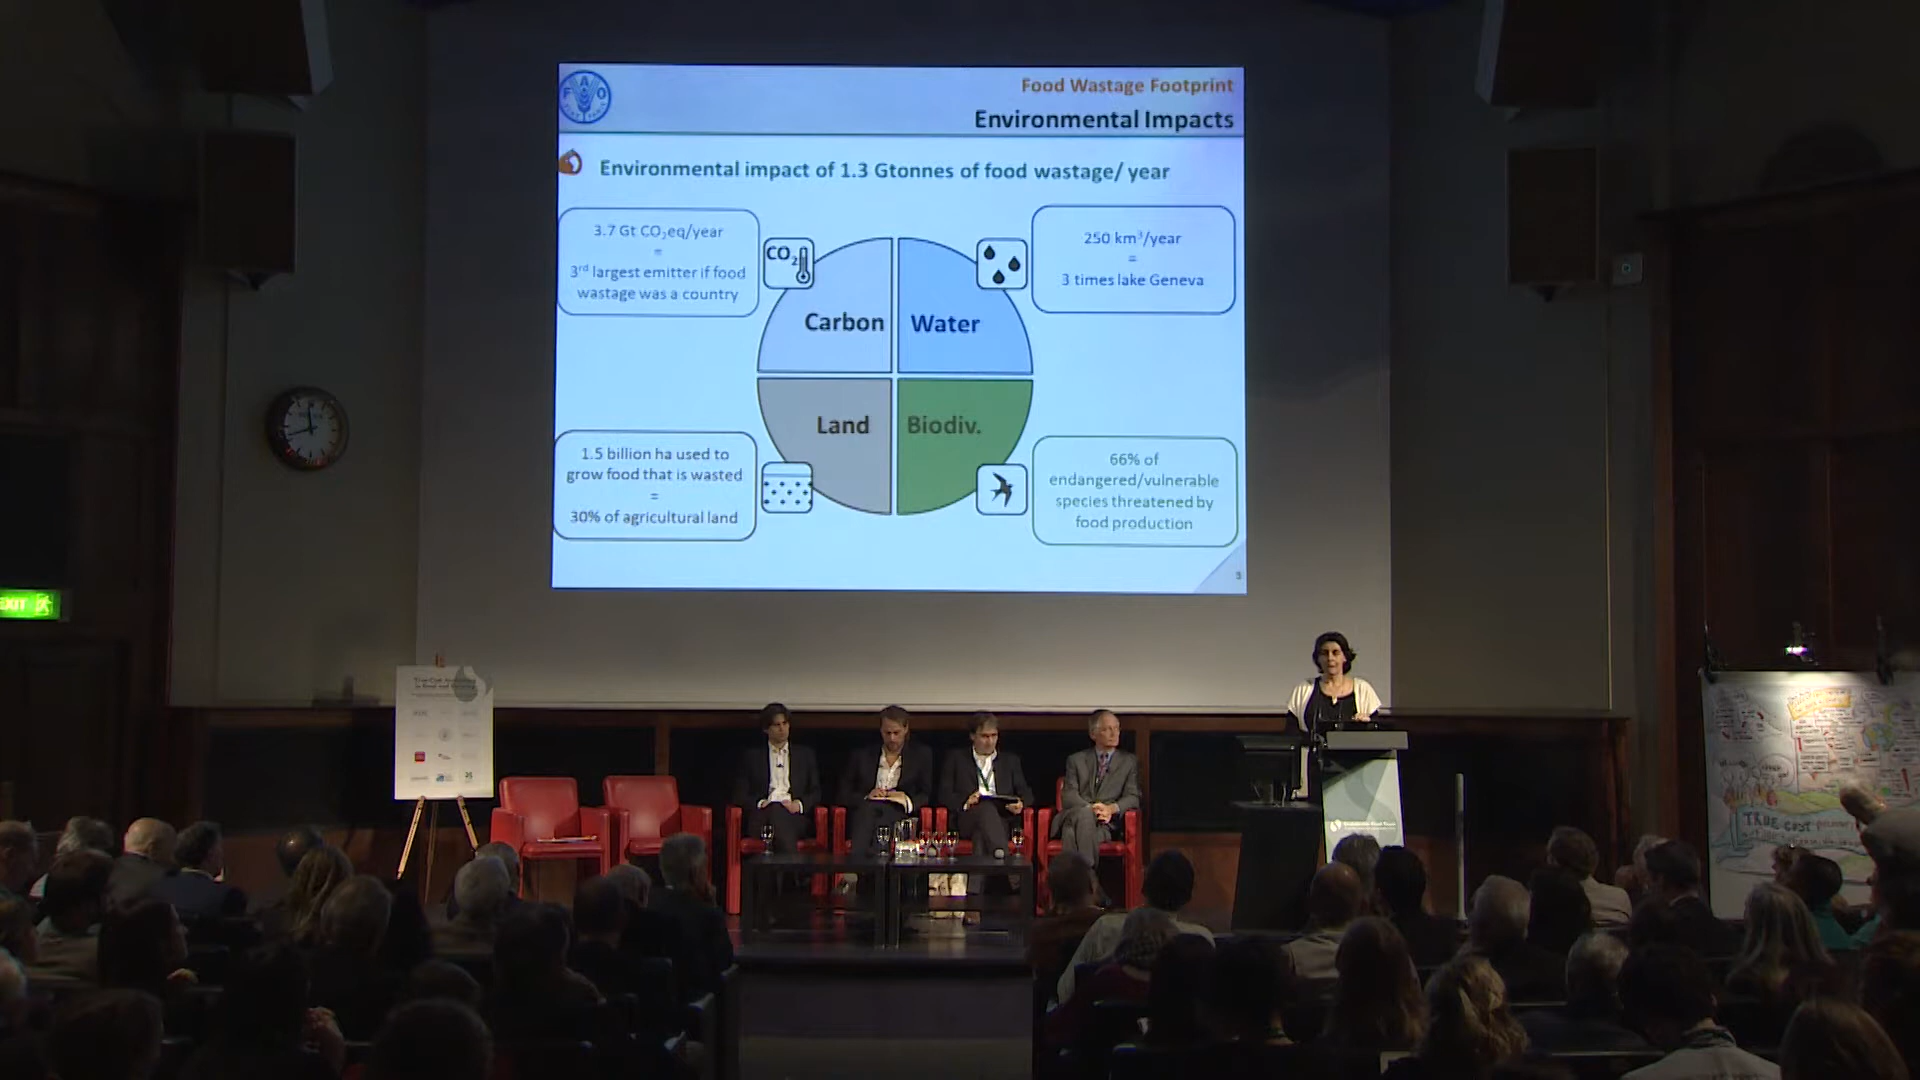 F A O
Food Wastage Footprint
Environmental Impacts
Environmental impact of 1.3 Gtonnes of food wastage/ year
3.7 Gt CO₂eq/year
=
3rd largest emitter if food
wastage was a country
CO₂
250 km³/year
=
3 times lake Geneva
Carbon
Water
Land
Biodiv.
1.5 billion ha used to
grow food that is wasted
=
30% of agricultural land
66% of
endangered/vulnerable
species threatened by
food production
EXIT
TRUE COST